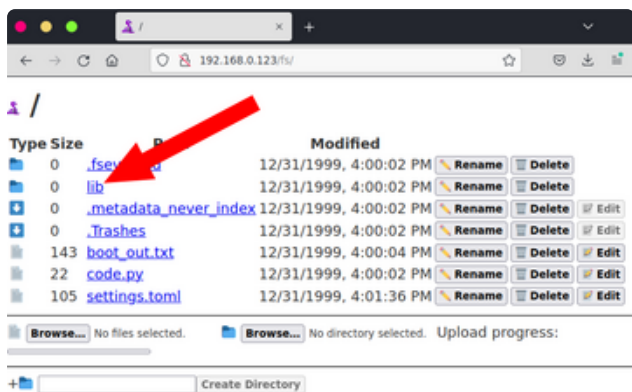 /
192.168.0.123/fs/
/
Type Size Modified
0 12/31/1999, 4:00:02 PM Rename Delete
0 lib 12/31/1999, 4:00:02 PM Rename Delete
0 .metadata_never_index 12/31/1999, 4:00:02 PM Rename Delete Edit
0 .Trashes 12/31/1999, 4:00:02 PM Rename Delete Edit
143 boot_out.txt 12/31/1999, 4:00:04 PM Rename Delete Edit
22 code.py 12/31/1999, 4:00:02 PM Rename Delete Edit
105 settings.toml 12/31/1999, 4:01:36 PM Rename Delete Edit
Browse... No files selected. Browse... No directory selected. Upload progress:
+ Create Directory